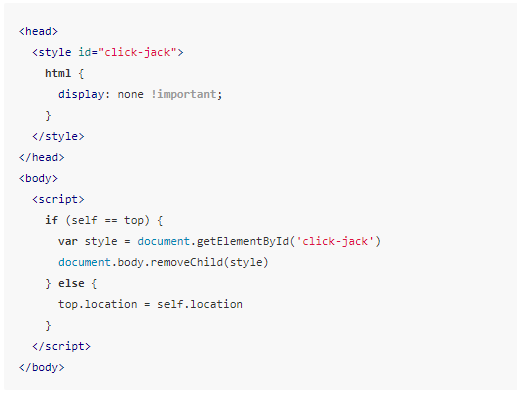 <head>
  <style id="click-jack">
    html {
      display: none !important;
    }
  </style>
</head>
<body>
  <script>
    if (self == top) {
      var style = document.getElementById('click-jack')
      document.body.removeChild(style)
    } else {
      top.location = self.location
    }
  </script>
</body>